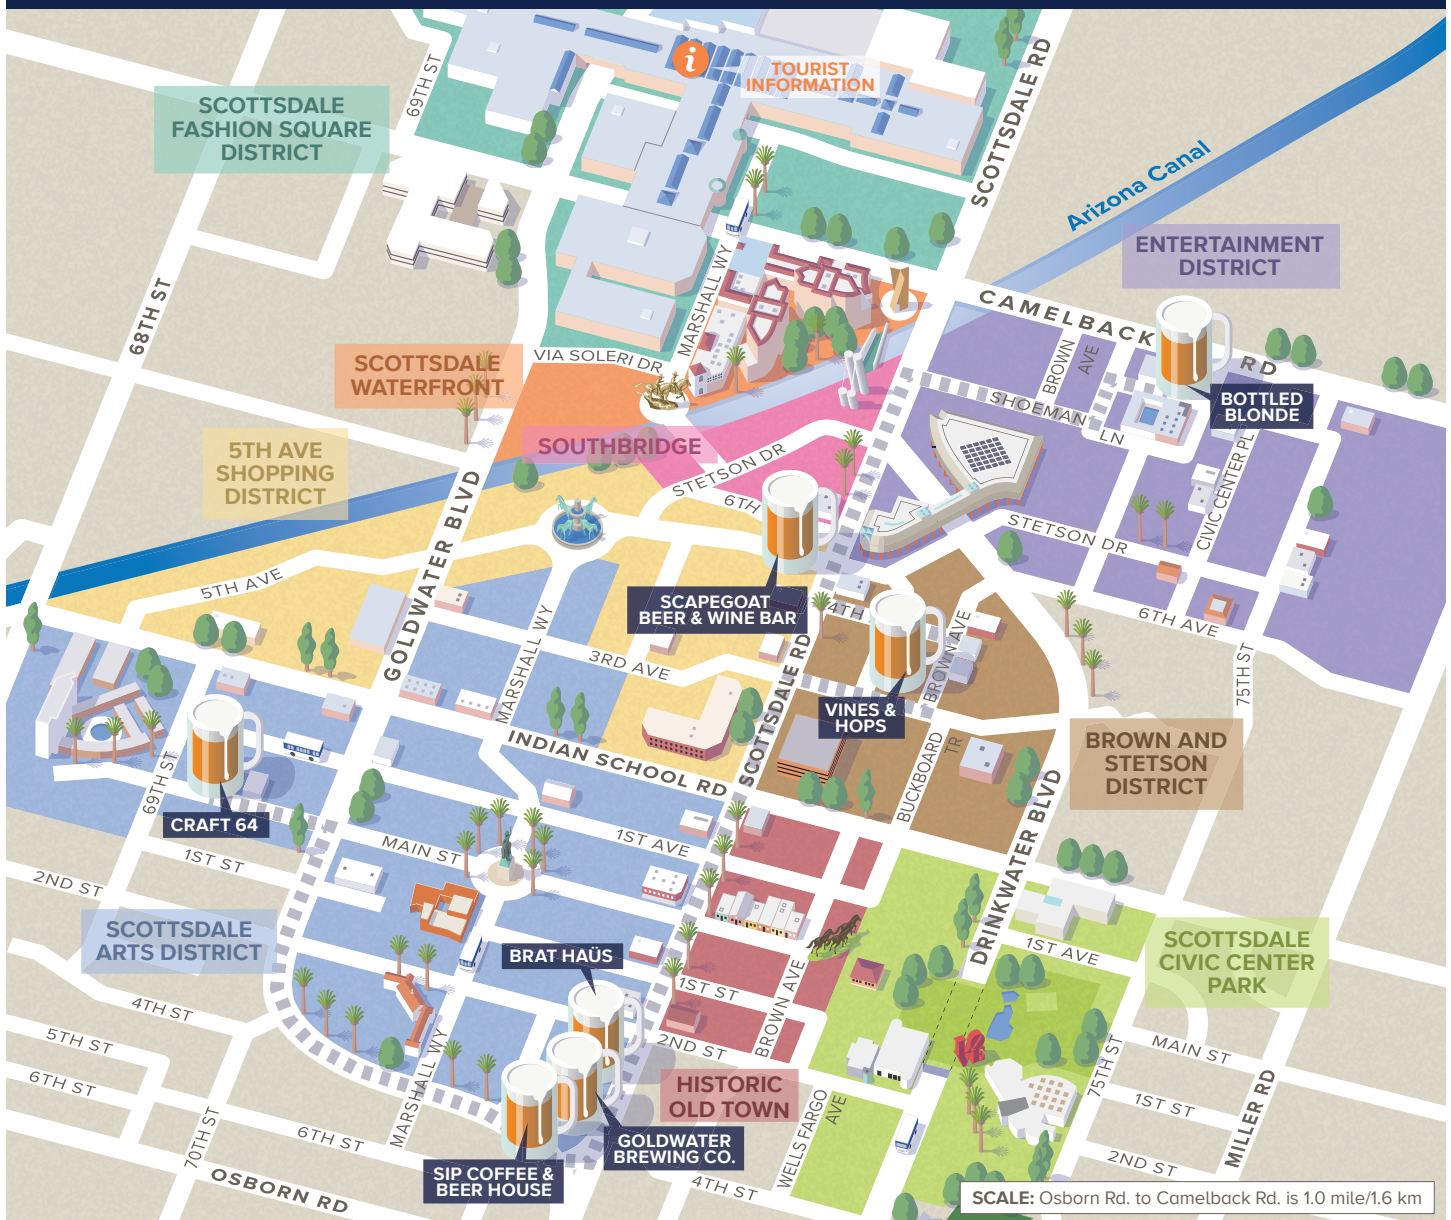 69TH ST
i
TOURIST
INFORMATION
SCOTTSDALE RD
SCOTTSDALE
FASHION SQUARE
DISTRICT
Arizona Canal
ENTERTAINMENT
DISTRICT
68TH ST
MARSHALL WY
CAMELBACK RD
VIA SOLERI DR
SCOTTSDALE
WATERFRONT
BROWN
AVE
BOTTLED
BLONDE
SHOEMAN LN
SOUTHBRIDGE
5TH AVE
SHOPPING
DISTRICT
STETSON DR
6TH
CIVIC CENTER PL
STETSON DR
GOLDWATER BLVD
5TH AVE
SCAPEGOAT
BEER & WINE BAR
4TH
6TH AVE
BROWN AVE
MARSHALL WY
3RD AVE
SCOTTSDALE RD
75TH ST
VINES &
HOPS
INDIAN SCHOOL RD
BROWN AND
STETSON
DISTRICT
BUCKBOARD
TR
69TH ST
CRAFT 64
DRINKWATER BLVD
MAIN ST
1ST AVE
1ST ST
2ND ST
SCOTTSDALE
ARTS DISTRICT
1ST AVE
SCOTTSDALE
CIVIC CENTER
PARK
BRAT HAÜS
1ST ST
BROWN AVE
4TH ST
5TH ST
2ND ST
MAIN ST
6TH ST
MARSHALL WY
HISTORIC
OLD TOWN
75TH ST
1ST ST
MILLER RD
WELLS FARGO
AVE
70TH ST
6TH ST
GOLDWATER
BREWING CO.
2ND ST
SIP COFFEE &
BEER HOUSE
OSBORN RD
4TH ST
SCALE: Osborn Rd. to Camelback Rd. is 1.0 mile/1.6 km